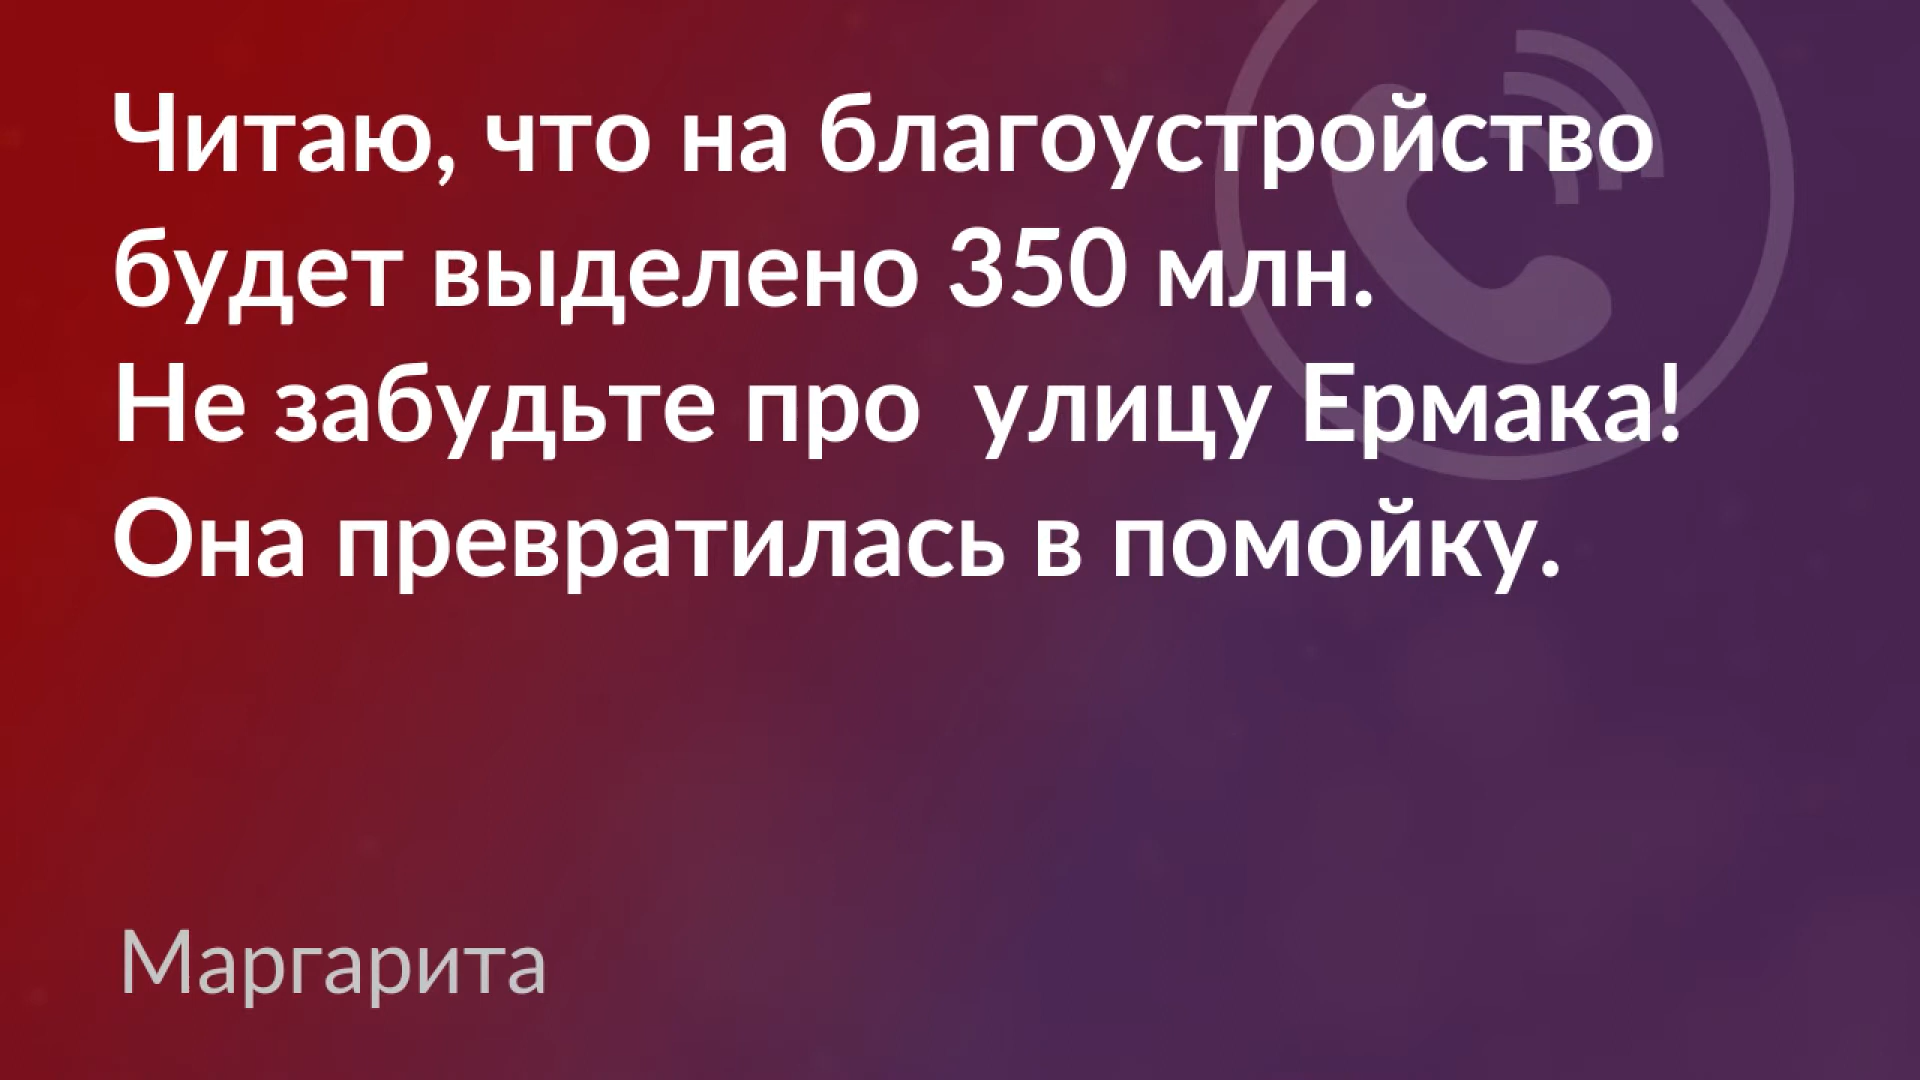 Читаю, что на благоустройство
будет выделено 350 млн.
Не забудьте про  улицу Ермака!
Она превратилась в помойку.
Маргарита